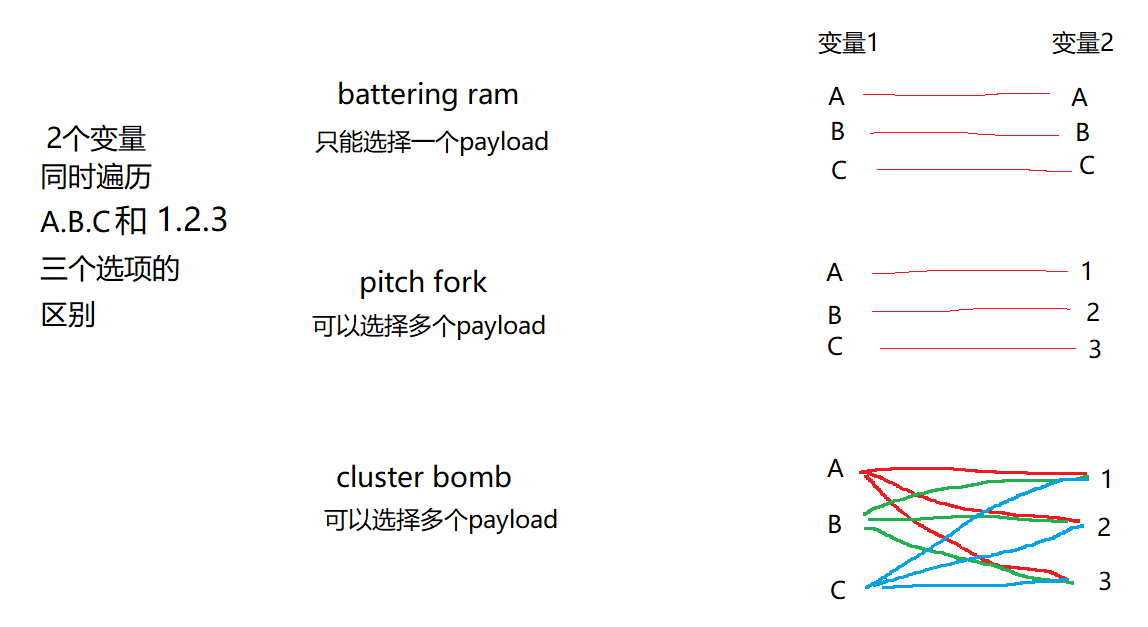 2个变量
同时遍历
A.B.C和 1.2.3
三个选项的
区别
battering ram
只能选择一个payload
变量1 变量2
A A
B B
C C
pitch fork
可以选择多个payload
A 1
B 2
C 3
cluster bomb
可以选择多个payload
A 1
B 2
C 3